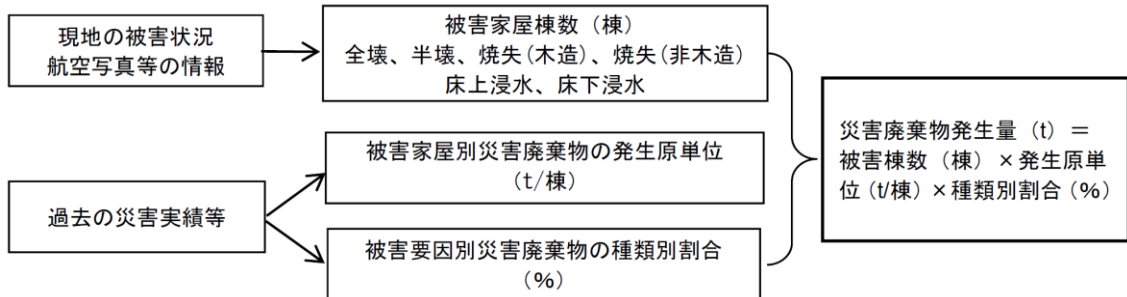 現地の被害状況
航空写真等の情報
被害家屋棟数（棟）
全壊、半壊、焼失(木造)、焼失(非木造)
床上浸水、床下浸水
過去の災害実績等
被害家屋別災害廃棄物の発生原単位
（t/棟）
被害要因別災害廃棄物の種類別割合
（%）
災害廃棄物発生量（t）＝
被害棟数（棟）×発生原単
位（t/棟）×種類別割合（%）